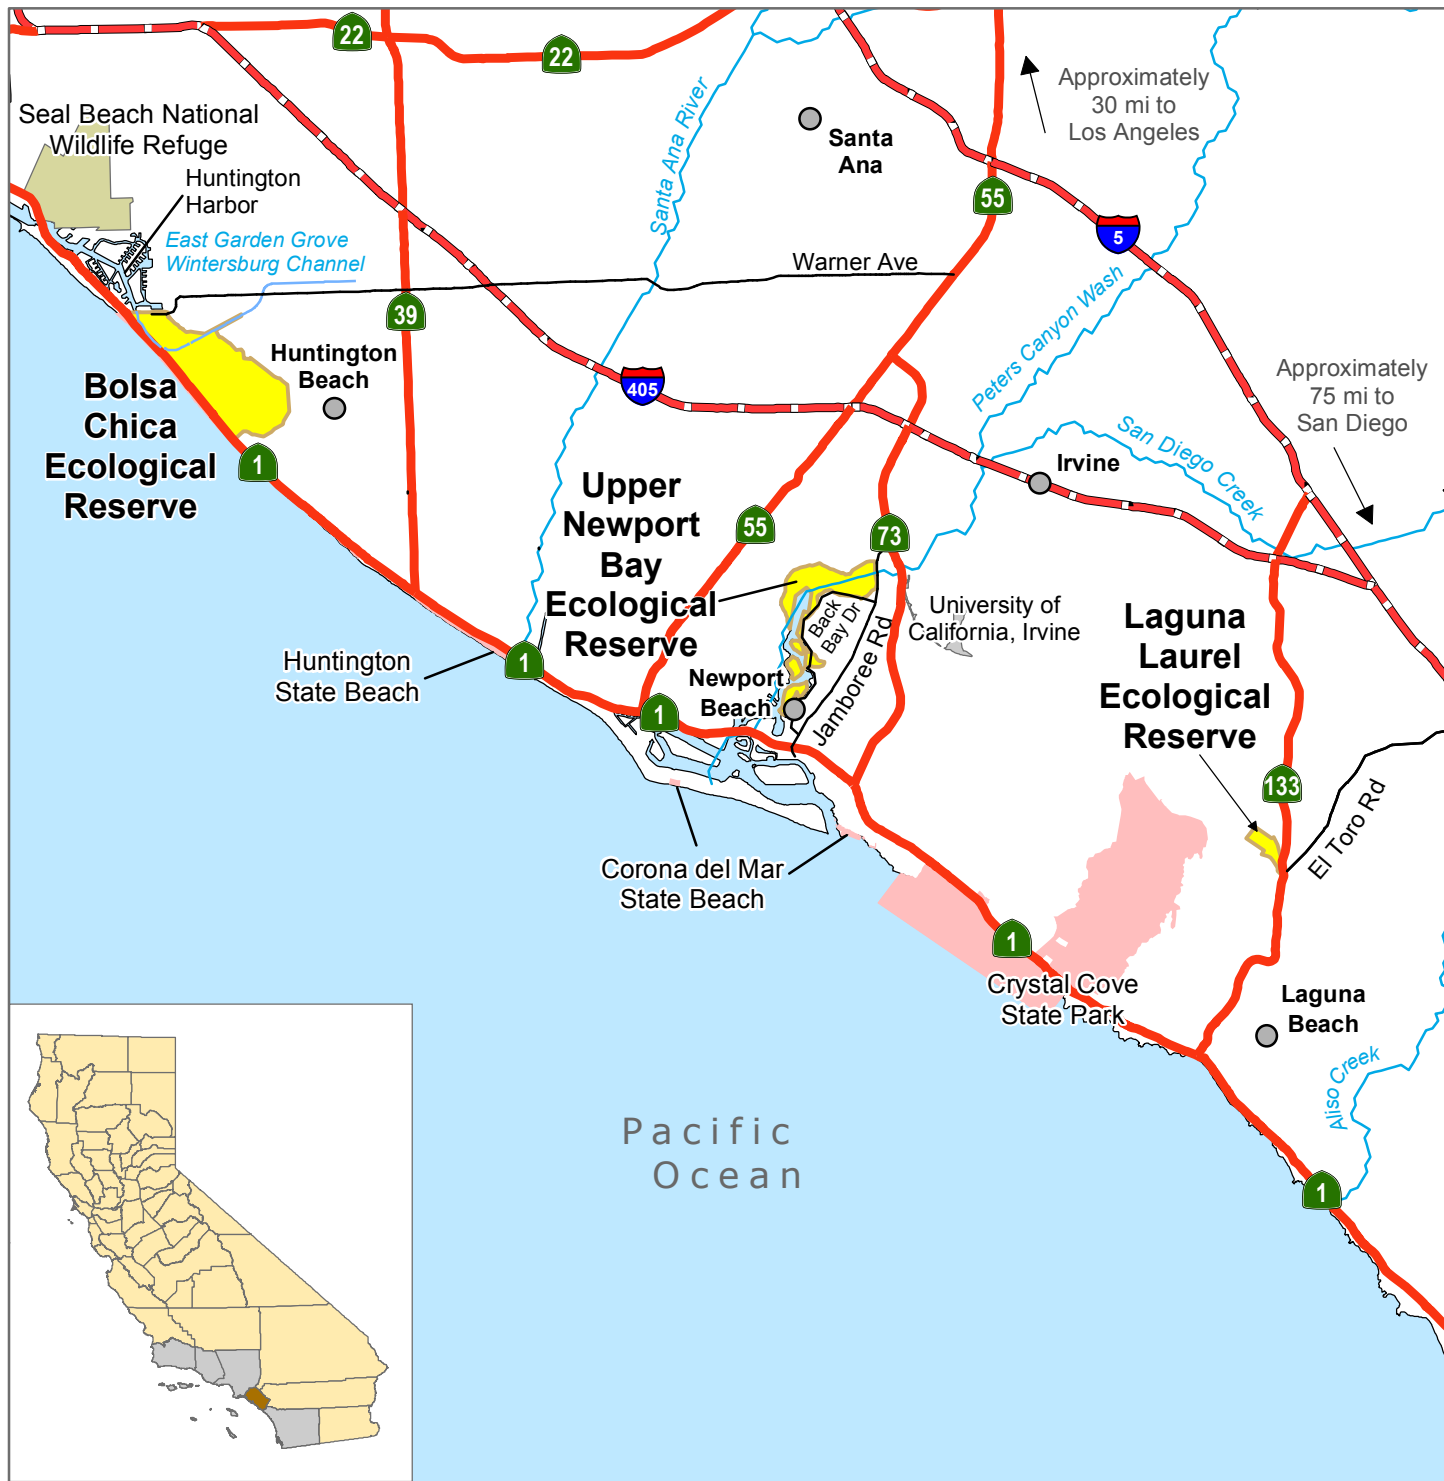 22
22
Approximately
30 mi to
Los Angeles
Seal Beach National
Wildlife Refuge
Huntington
Harbor
Santa Ana River
Santa
Ana
55
5
East Garden Grove
Wintersburg Channel
Warner Ave
Peters Canyon Wash
39
Huntington
Beach
405
Approximately
75 mi to
San Diego
Bolsa
Chica
Ecological
Reserve
1
San Diego Creek
Irvine
Upper
Newport
Bay
Ecological
Reserve
55
73
Back
Bay Dr
University of
California, Irvine
Laguna
Laurel
Ecological
Reserve
Huntington
State Beach
1
Newport
Beach
Jamboree Rd
1
133
El Toro Rd
Corona del Mar
State Beach
1
Crystal Cove
State Park
Laguna
Beach
Aliso Creek
Pacific
Ocean
1